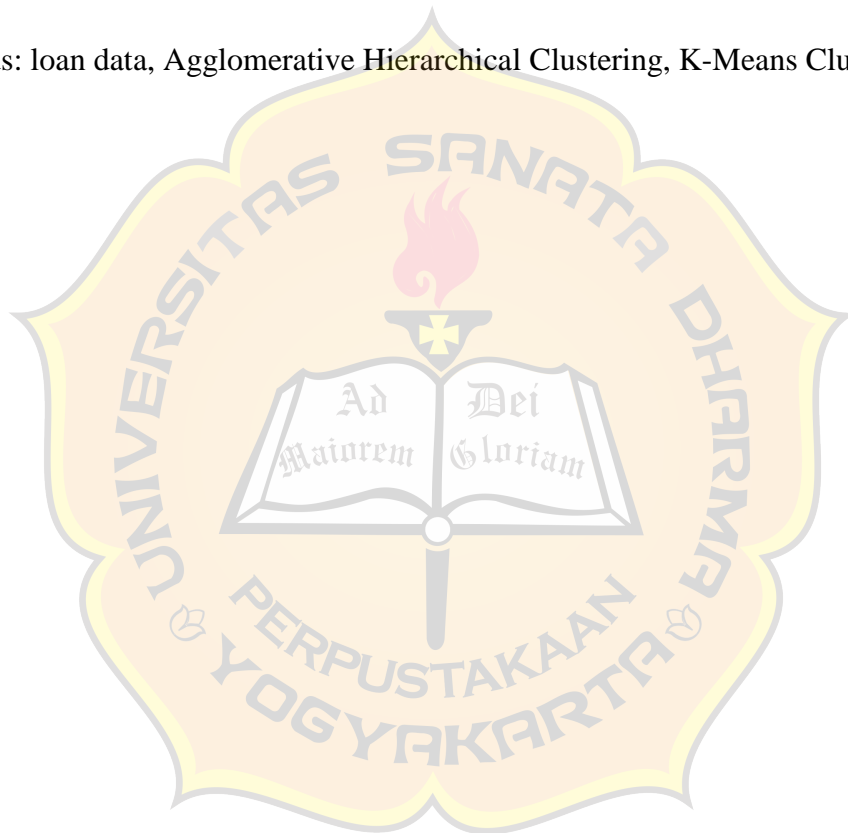 s: loan data, Agglomerative Hierarchical Clustering, K-Means Clu
UNIVERSITAS SANATA DHARMA
Ad Dei
Maiorem Gloriam
PERPUSTAKAAN
YOGYAKARTA